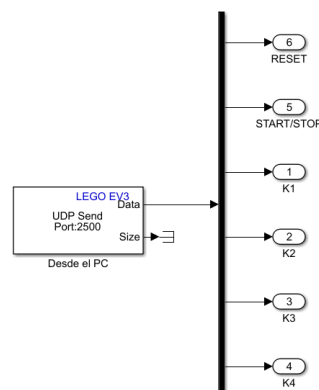 6
RESET
5
START/STOP
LEGO EV3
Data
UDP Send
Port:2500
Size
Desde el PC
1
K1
2
K2
3
K3
4
K4